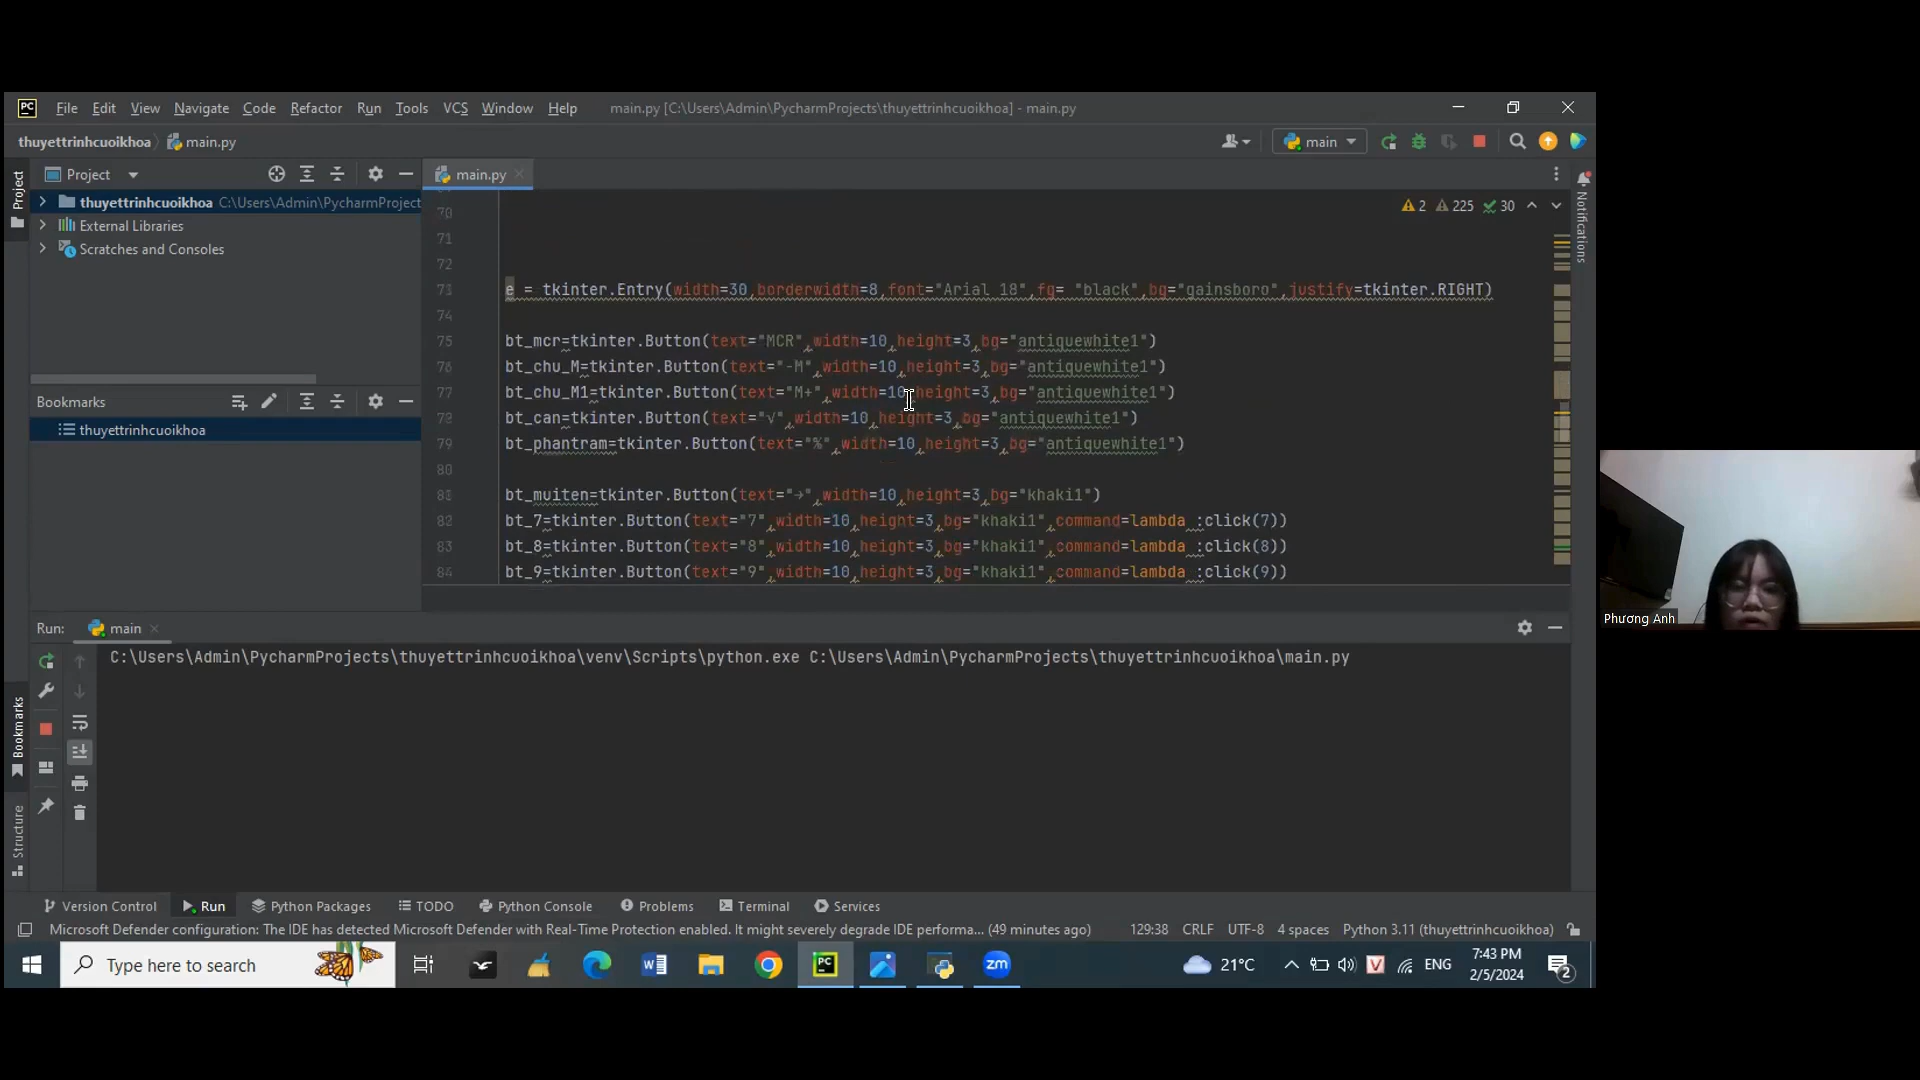 PC File Edit View Navigate Code Refactor Run Tools VCS Window Help main.py [C:\Users\Admin\PycharmProjects\thuyettrinhcuoikhoa] - main.py
thuyettrinhcuoikhoa main.py main
Project main.py
Project
thuyettrinhcuoikhoa C:\Users\Admin\PycharmProject
External Libraries
Scratches and Consoles
Bookmarks
thuyettrinhcuoikhoa
2 225 30
Notifications
70
71
72
73 e = tkinter.Entry(width=30,borderwidth=8,font="Arial 18",fg= "black",bg="gainsboro",justify=tkinter.RIGHT)
74
75 bt_mcr=tkinter.Button(text="MCR",width=10,height=3,bg="antiquewhite1")
76 bt_chu_M=tkinter.Button(text="-M",width=10,height=3,bg="antiquewhite1")
77 bt_chu_M1=tkinter.Button(text="M+",width=10,height=3,bg="antiquewhite1")
78 bt_can=tkinter.Button(text="√",width=10,height=3,bg="antiquewhite1")
79 bt_phantram=tkinter.Button(text="%",width=10,height=3,bg="antiquewhite1")
80
81 bt_muiten=tkinter.Button(text="→",width=10,height=3,bg="khaki1")
82 bt_7=tkinter.Button(text="7",width=10,height=3,bg="khaki1",command=lambda :click(7))
83 bt_8=tkinter.Button(text="8",width=10,height=3,bg="khaki1",command=lambda :click(8))
84 bt_9=tkinter.Button(text="9",width=10,height=3,bg="khaki1",command=lambda :click(9))
Phương Anh
Run: main
C:\Users\Admin\PycharmProjects\thuyettrinhcuoikhoa\venv\Scripts\python.exe C:\Users\Admin\PycharmProjects\thuyettrinhcuoikhoa\main.py
Bookmarks
Structure
Version Control Run Python Packages TODO Python Console Problems Terminal Services
Microsoft Defender configuration: The IDE has detected Microsoft Defender with Real-Time Protection enabled. It might severely degrade IDE performa... (49 minutes ago) 129:38 CRLF UTF-8 4 spaces Python 3.11 (thuyettrinhcuoikhoa)
Type here to search W PC zm 21°C V ENG 7:43 PM
2/5/2024 2